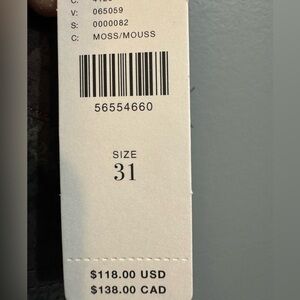 V: 065059
S: 0000082
C: MOSS/MOUSS
56554660
SIZE
31
$118.00 USD
$138.00 CAD